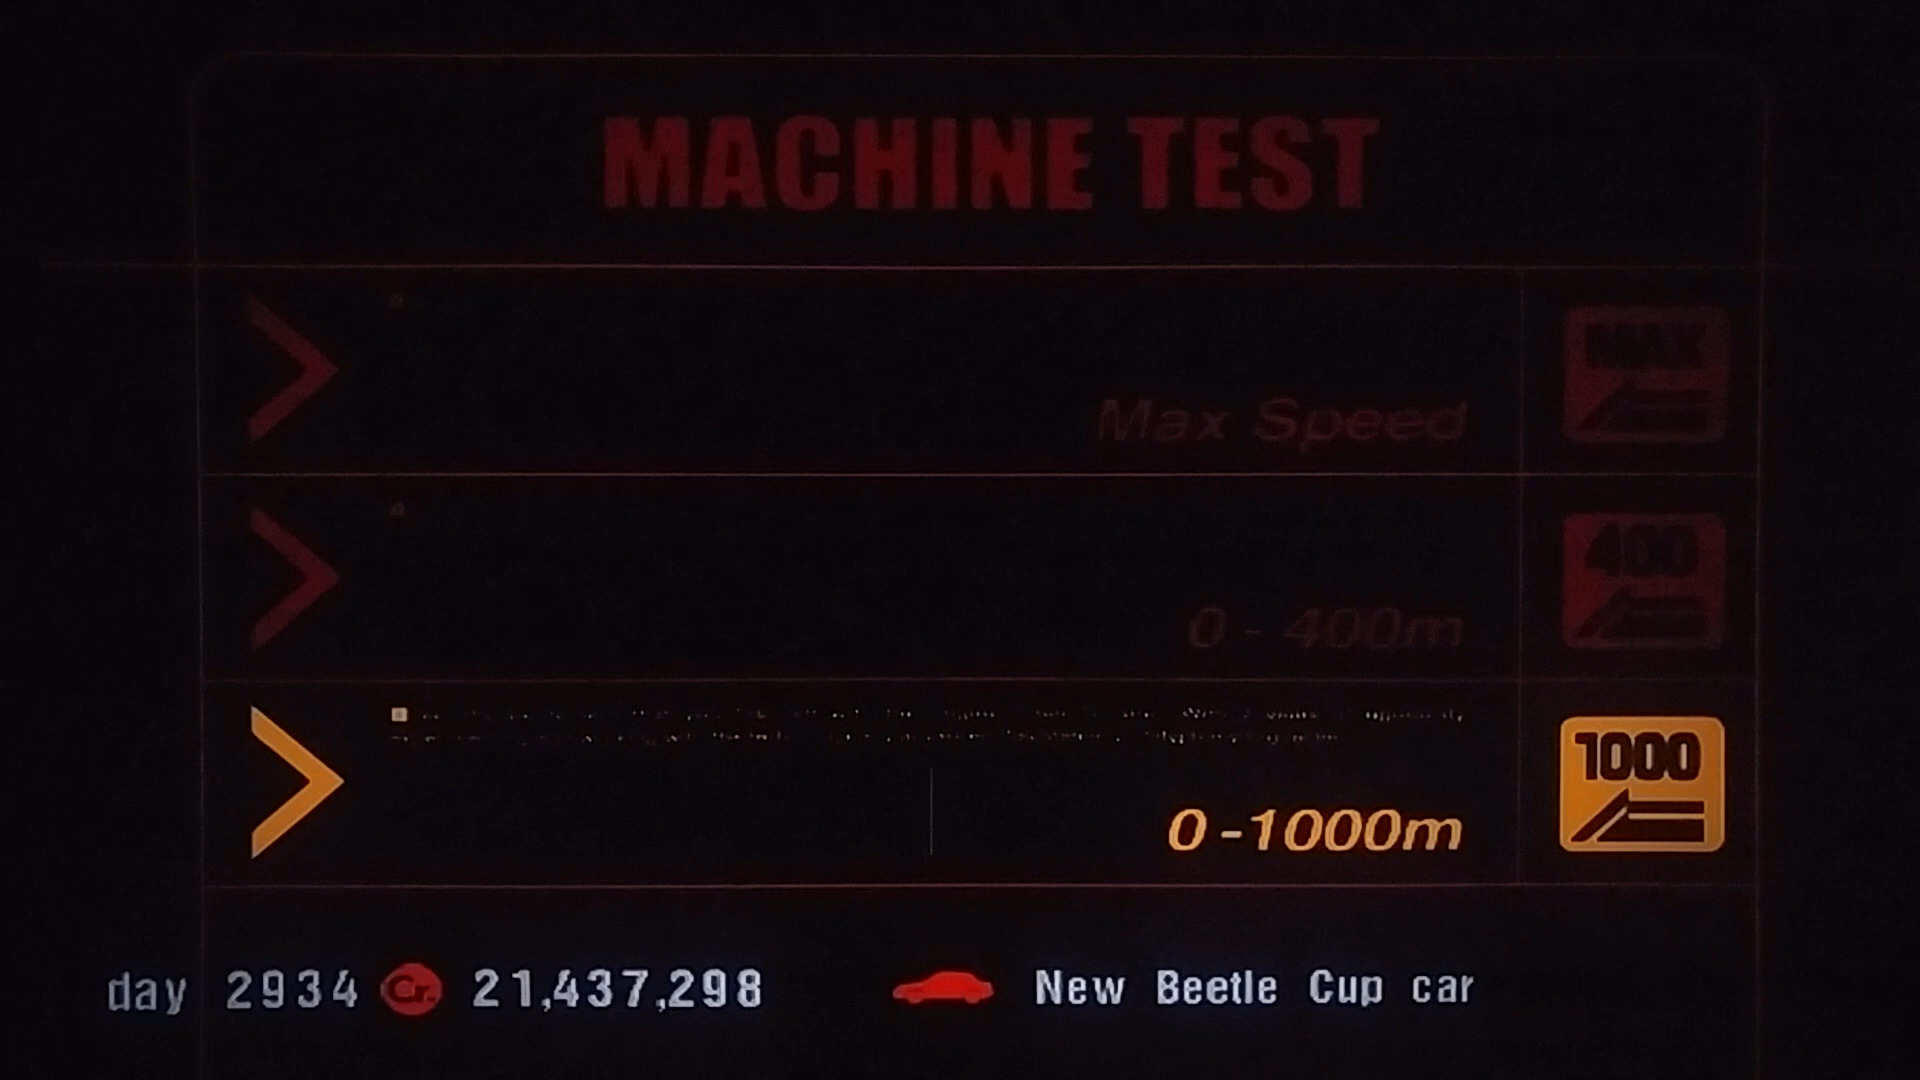 MACHINE TEST
MAX
Max Speed
400
0 - 400m
1000
0 -1000m
day 2934 Cr. 21,437,298 New Beetle Cup car